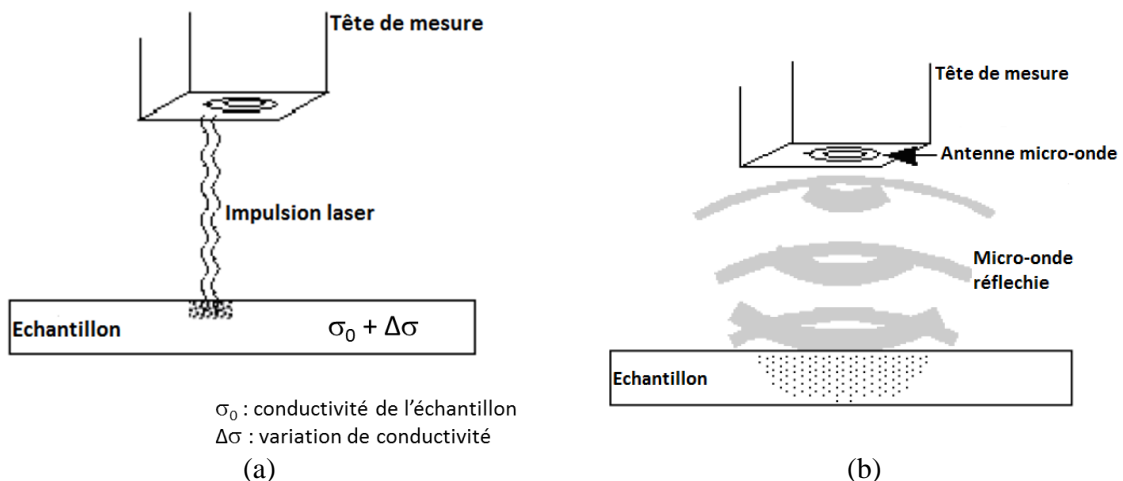 Tête de mesure
Impulsion laser
Echantillon
σ₀ + Δσ
σ₀ : conductivité de l'échantillon
Δσ : variation de conductivité
(a)
Tête de mesure
Antenne micro-onde
Micro-onde
réflechie
Echantillon
(b)